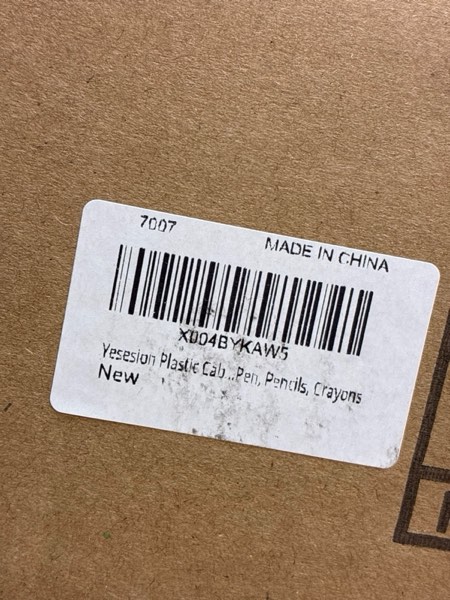 7007
MADE IN CHINA
X004BYKAW5
Yesesion Plastic Cab...Pen, Pencils, Crayons
New